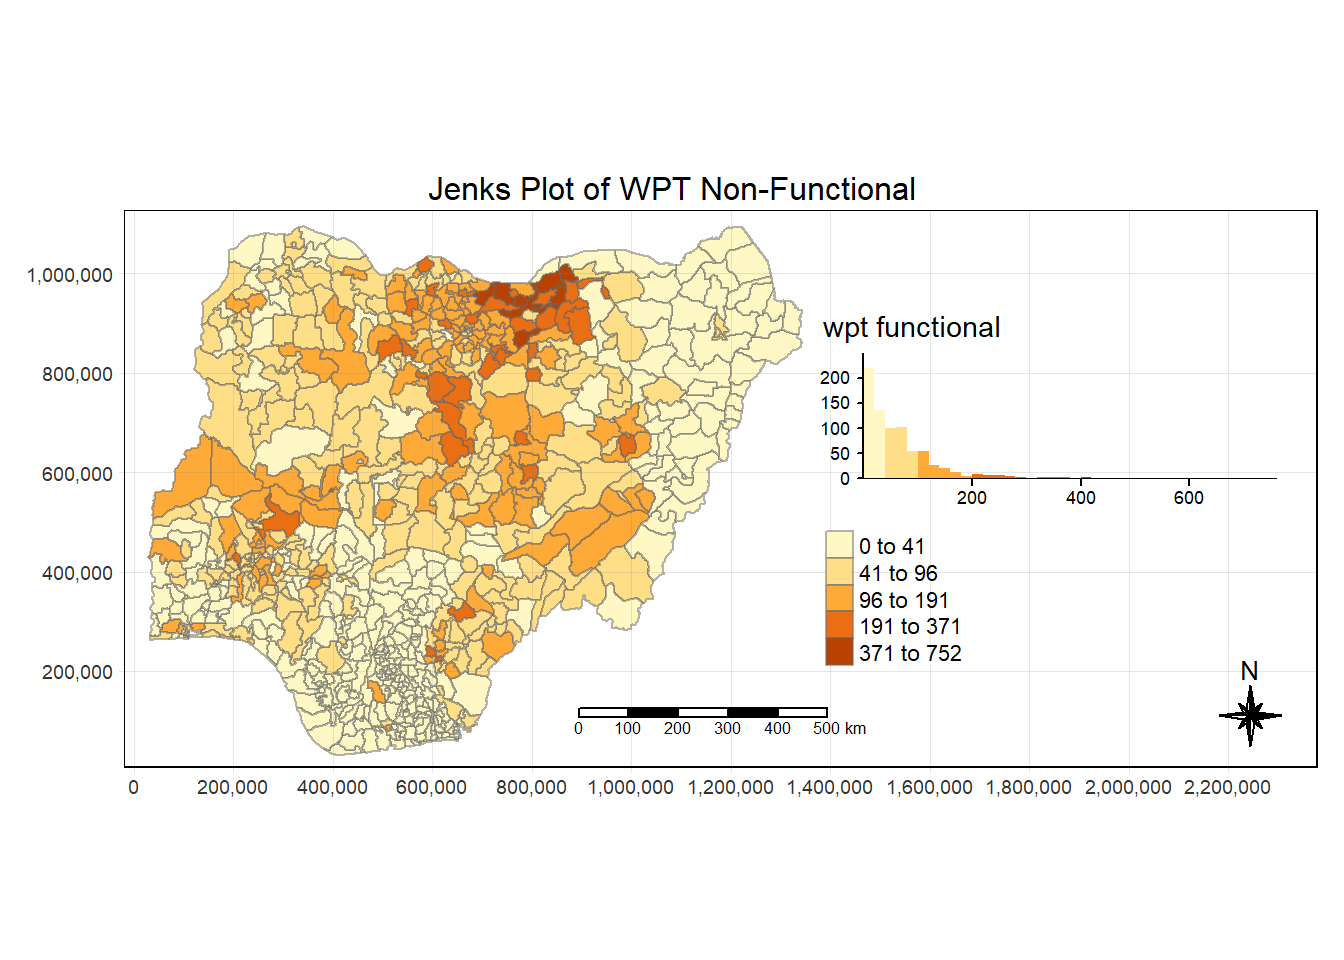 Jenks Plot of WPT Non-Functional
1,000,000
800,000
600,000
400,000
200,000
wpt functional
200
150
100
50
0
200 400 600
0 to 41
41 to 96
96 to 191
191 to 371
371 to 752
N
0 100 200 300 400 500 km
0 200,000 400,000 600,000 800,000 1,000,000 1,200,000 1,400,000 1,600,000 1,800,000 2,000,000 2,200,000